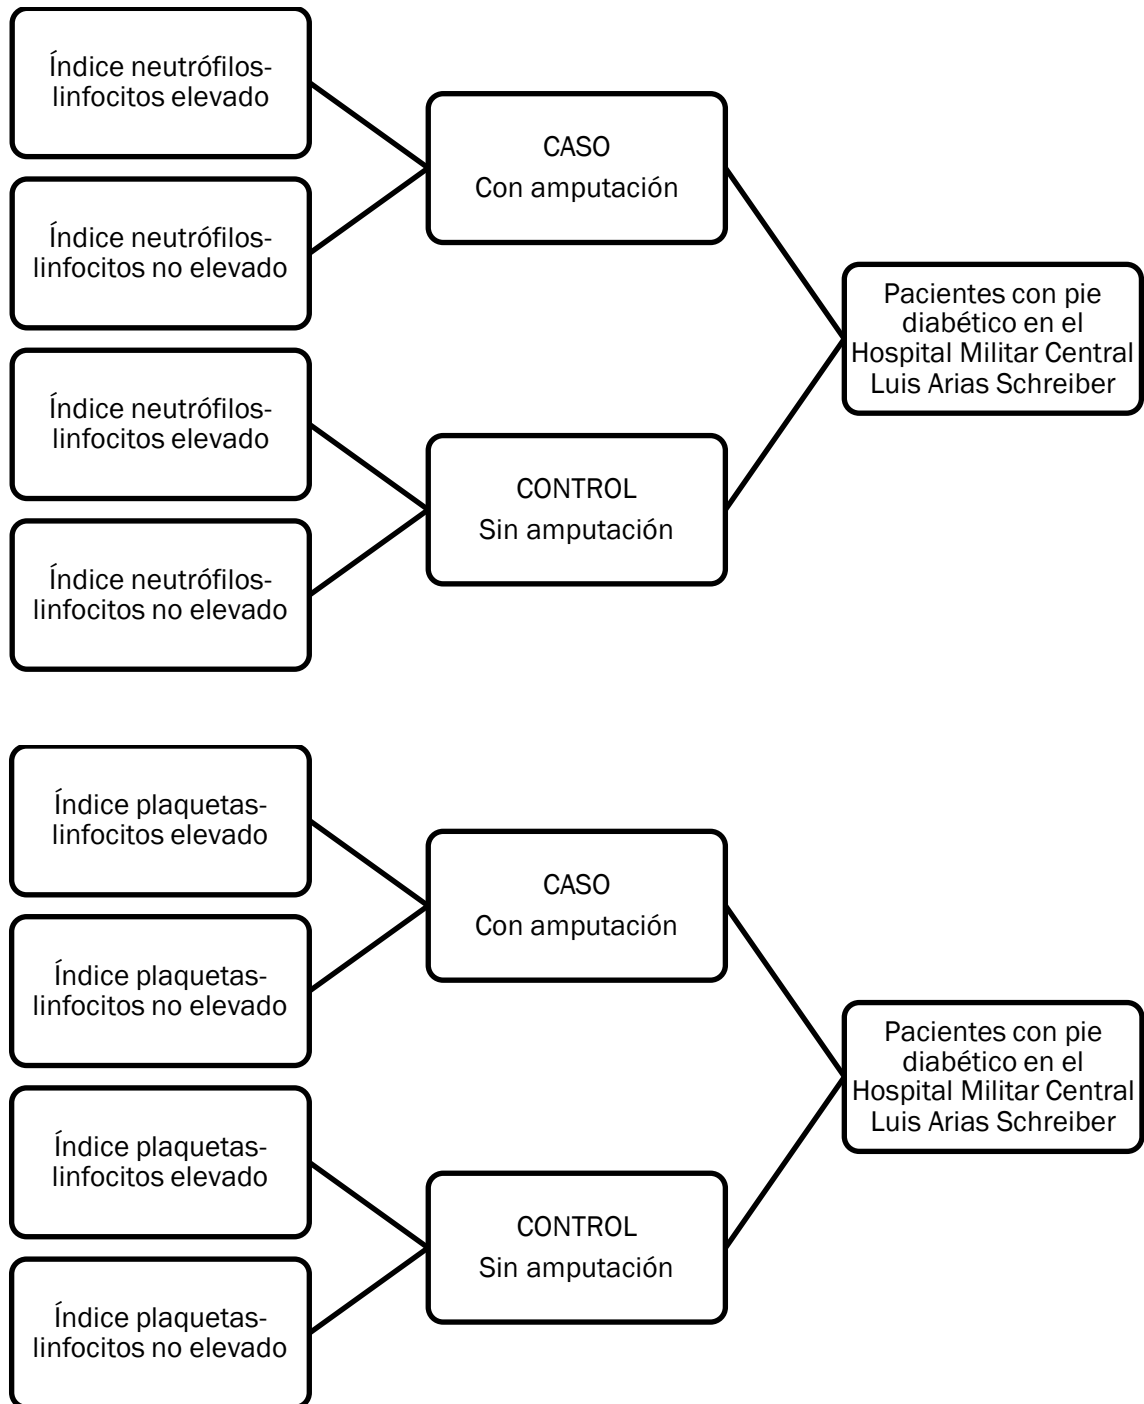 Índice neutrófilos-
linfocitos elevado
Índice neutrófilos-
linfocitos no elevado
CASO
Con amputación
Índice neutrófilos-
linfocitos elevado
Índice neutrófilos-
linfocitos no elevado
CONTROL
Sin amputación
Pacientes con pie
diabético en el
Hospital Militar Central
Luis Arias Schreiber
Índice plaquetas-
linfocitos elevado
Índice plaquetas-
linfocitos no elevado
CASO
Con amputación
Índice plaquetas-
linfocitos elevado
Índice plaquetas-
linfocitos no elevado
CONTROL
Sin amputación
Pacientes con pie
diabético en el
Hospital Militar Central
Luis Arias Schreiber